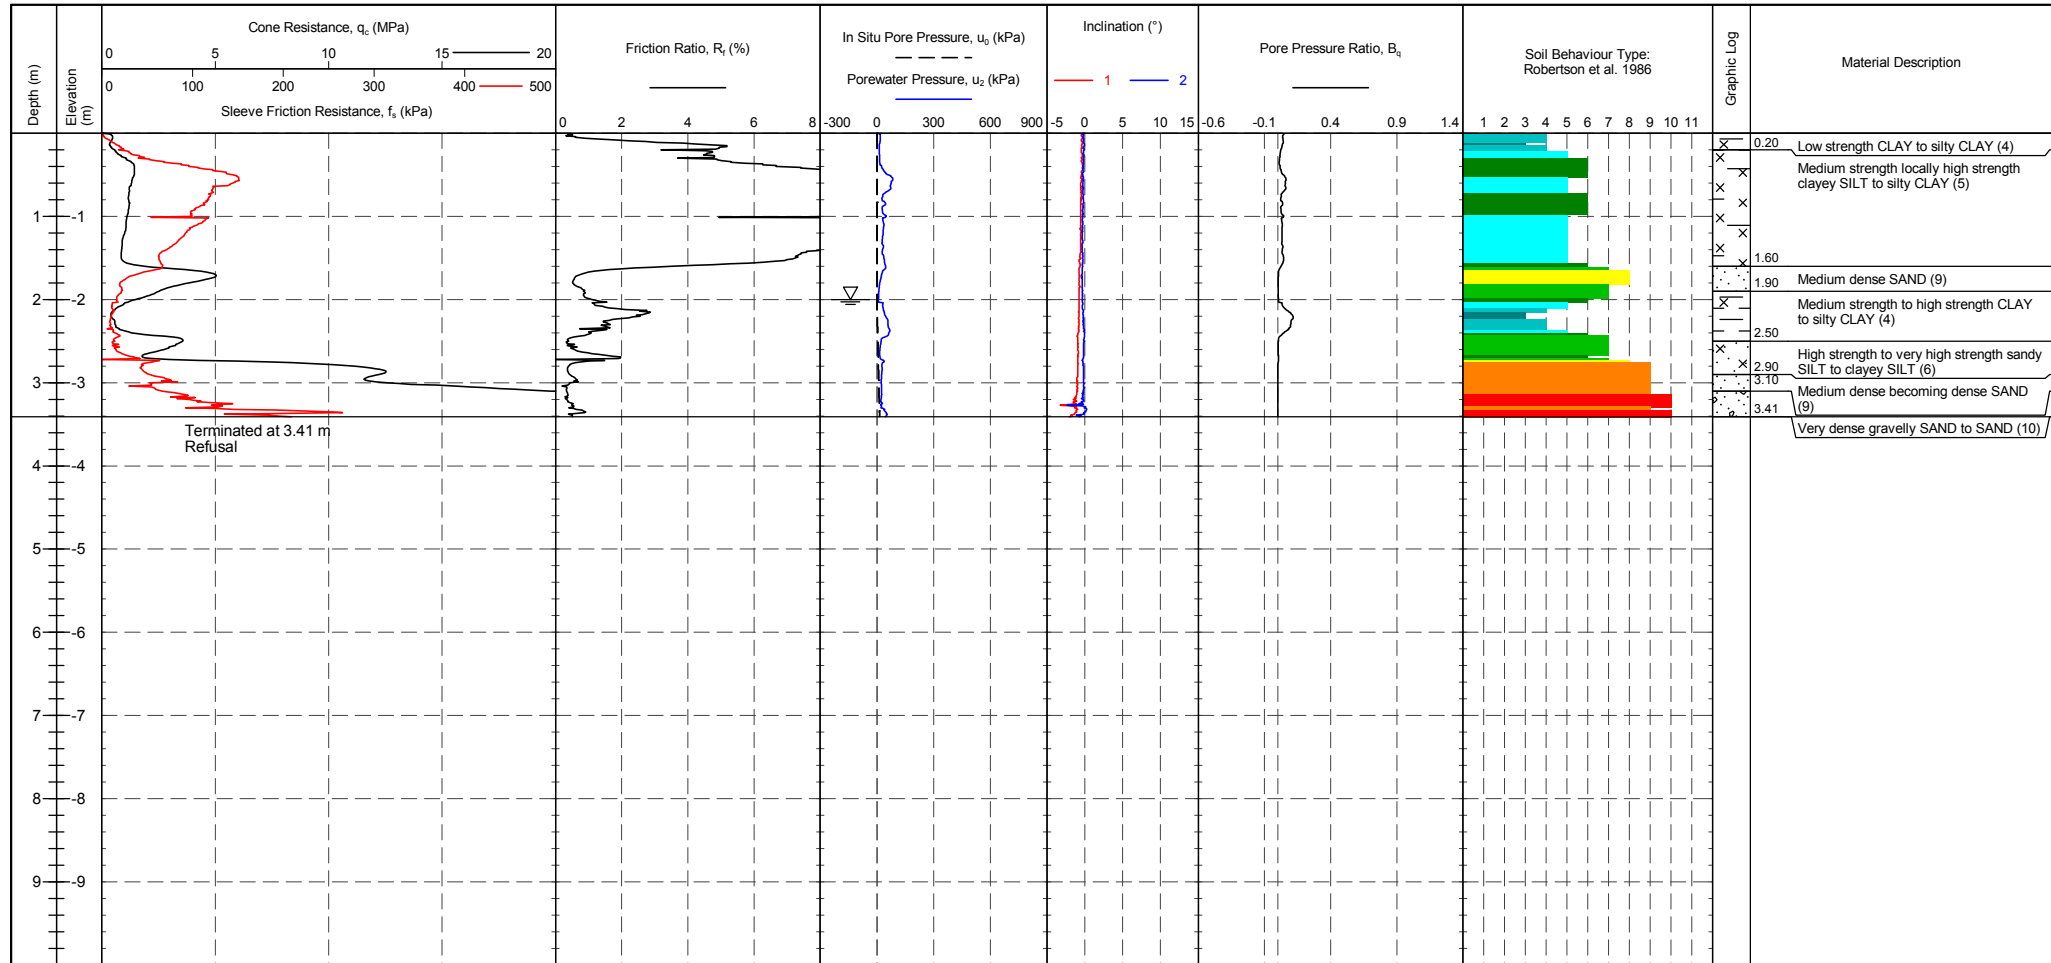 Depth (m)
Elevation
(m)
Cone Resistance, qc (MPa)
0 5 10 15 20
0 100 200 300 400 500
Sleeve Friction Resistance, fs (kPa)
Friction Ratio, Rf (%)
0 2 4 6 8
In Situ Pore Pressure, u0 (kPa)
Porewater Pressure, u2 (kPa)
-300 0 300 600 900
Inclination (°)
1 2
-5 0 5 10 15
Pore Pressure Ratio, Bq
-0.6 -0.1 0.4 0.9 1.4
Soil Behaviour Type:
Robertson et al. 1986
1 2 3 4 5 6 7 8 9 10 11
Graphic Log
Material Description
0.20
Low strength CLAY to silty CLAY (4)
Medium strength locally high strength
clayey SILT to silty CLAY (5)
1 -1
1.60
Medium dense SAND (9)
1.90
2 -2
Medium strength to high strength CLAY
to silty CLAY (4)
2.50
High strength to very high strength sandy
SILT to clayey SILT (6)
2.90
3 -3
3.10
Medium dense becoming dense SAND
(9)
3.41
Very dense gravelly SAND to SAND (10)
Terminated at 3.41 m
Refusal
4 -4
5 -5
6 -6
7 -7
8 -8
9 -9